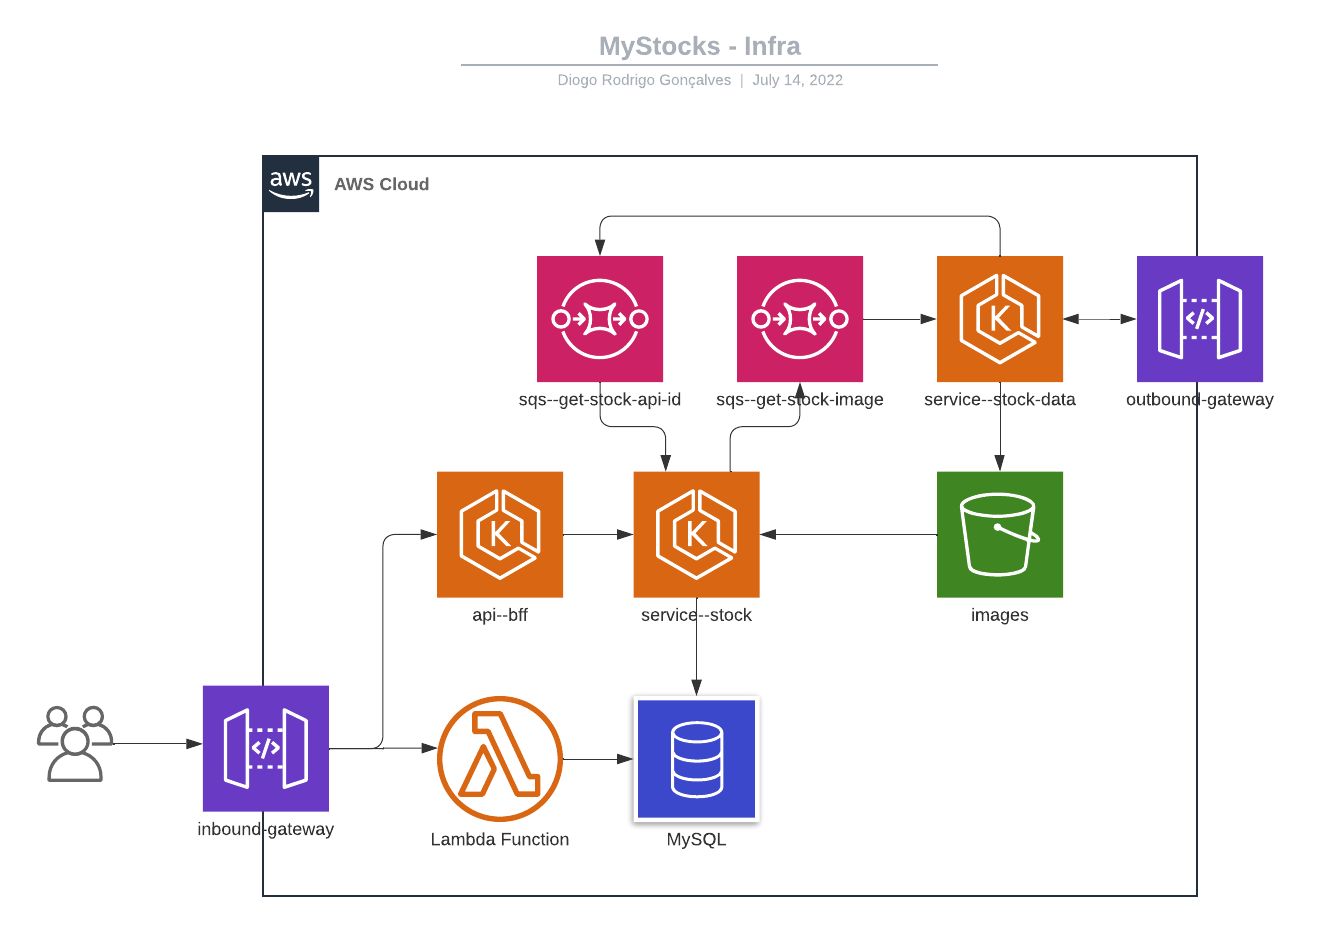 MyStocks - Infra
Diogo Rodrigo Gonçalves | July 14, 2022
aws
AWS Cloud
K
sqs--get-stock-api-id
sqs--get-stock-image
service--stock-data
outbound-gateway
</>
K
K
api--bff
service--stock
images
</>
inbound-gateway
Lambda Function
MySQL